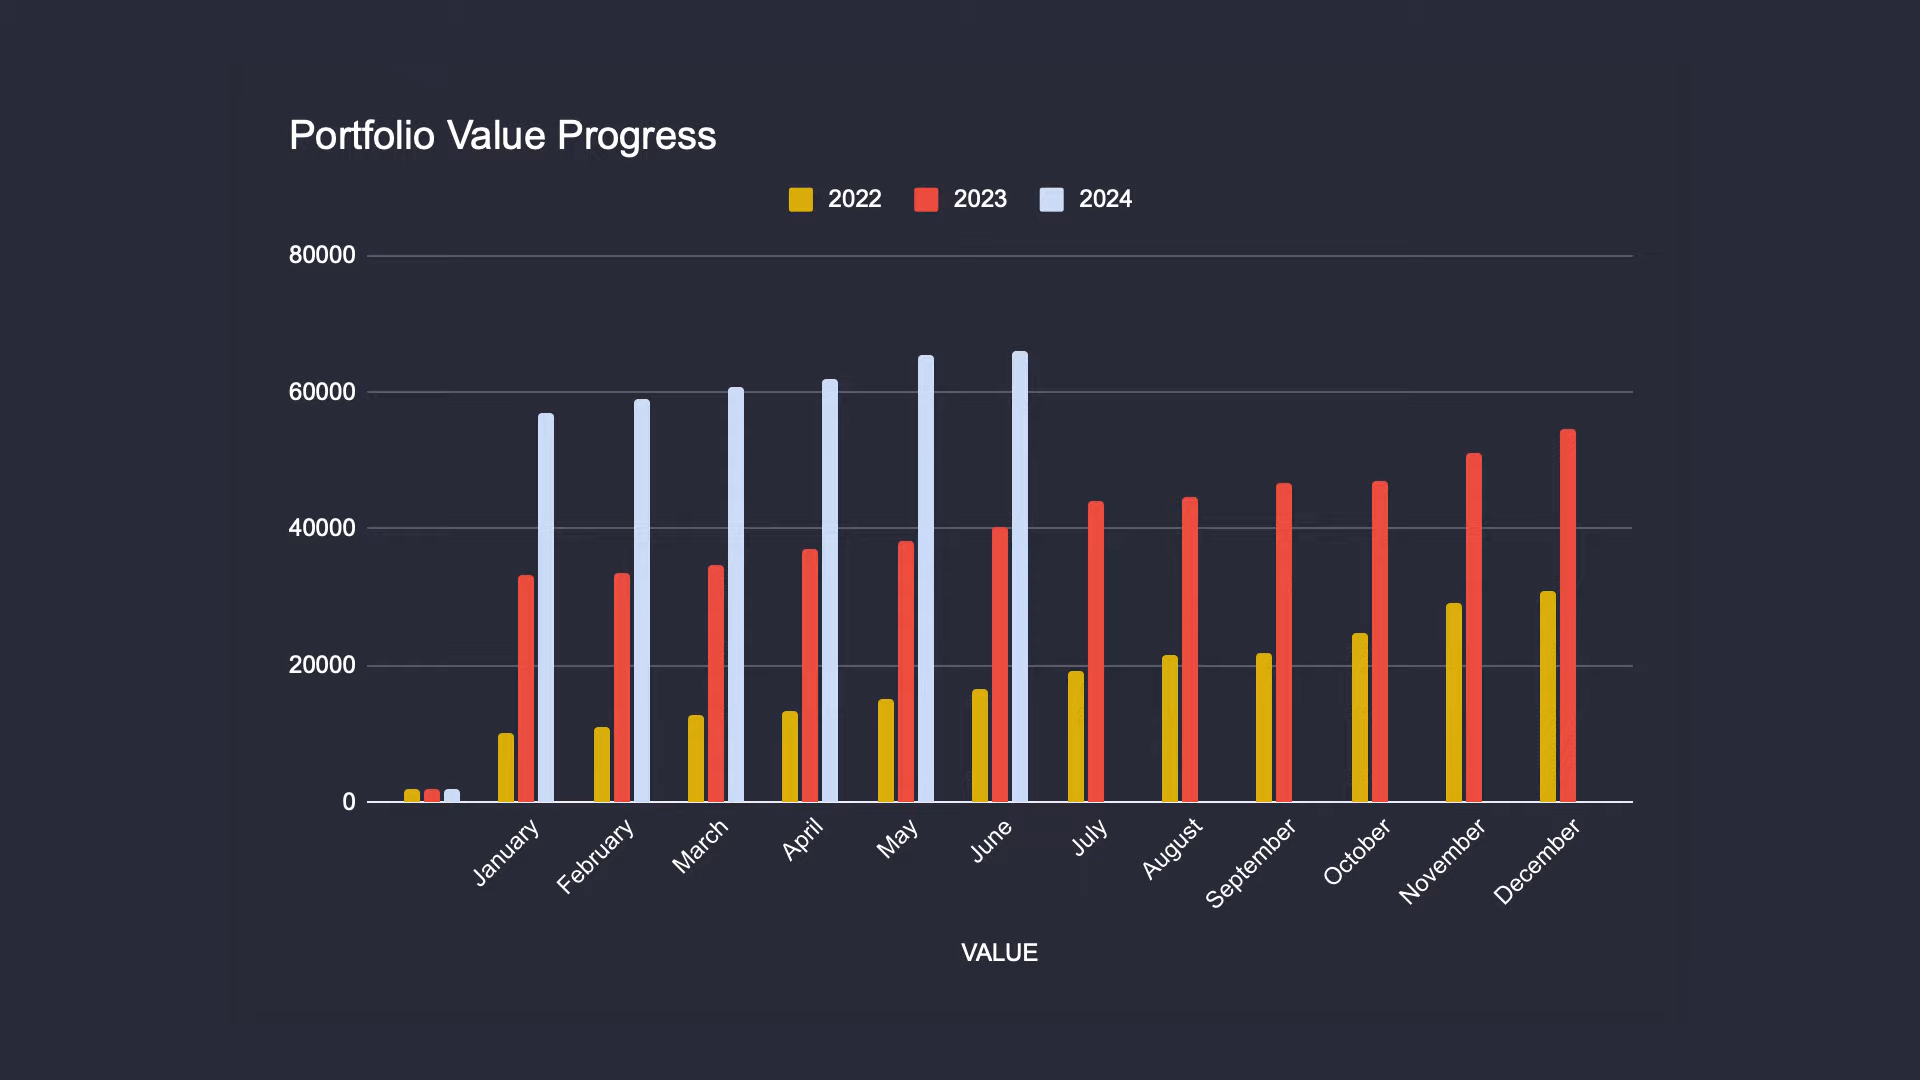 Portfolio Value Progress
2022 2023 2024
80000
60000
40000
20000
0
January February March April May June July August September October November December
VALUE